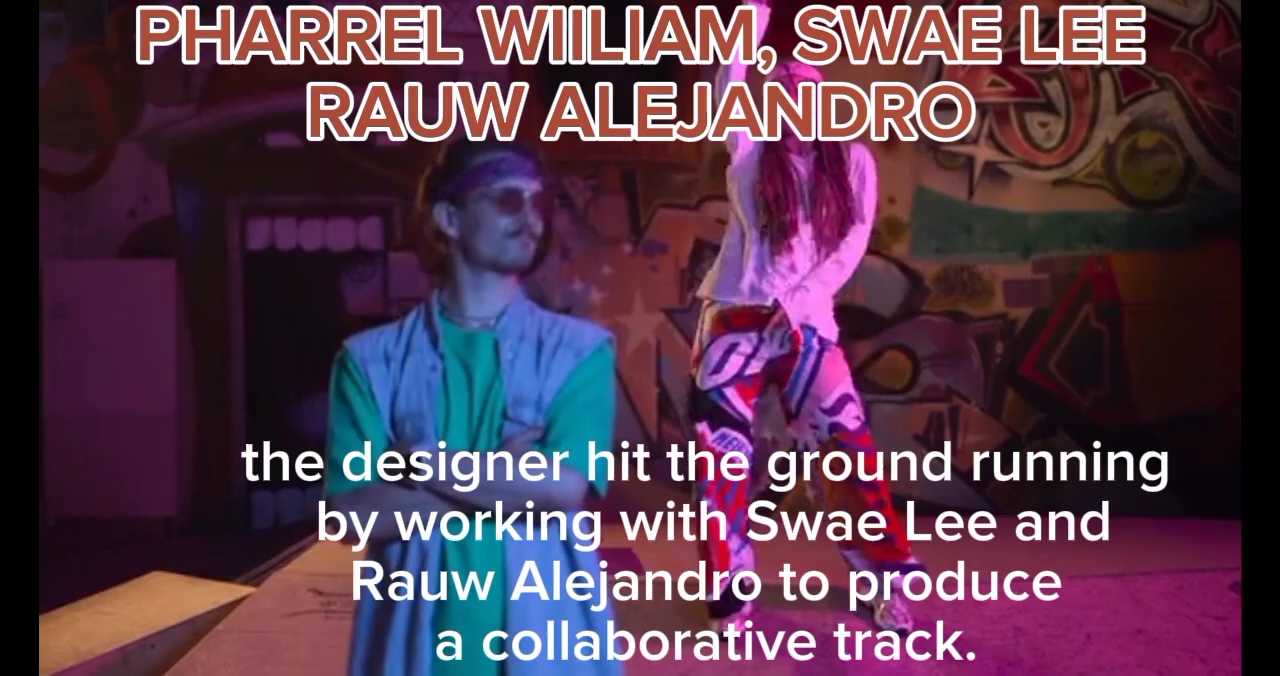 PHARREL WIILIAM, SWAE LEE
RAUW ALEJANDRO
the designer hit the ground running
by working with Swae Lee and
Rauw Alejandro to produce
a collaborative track.